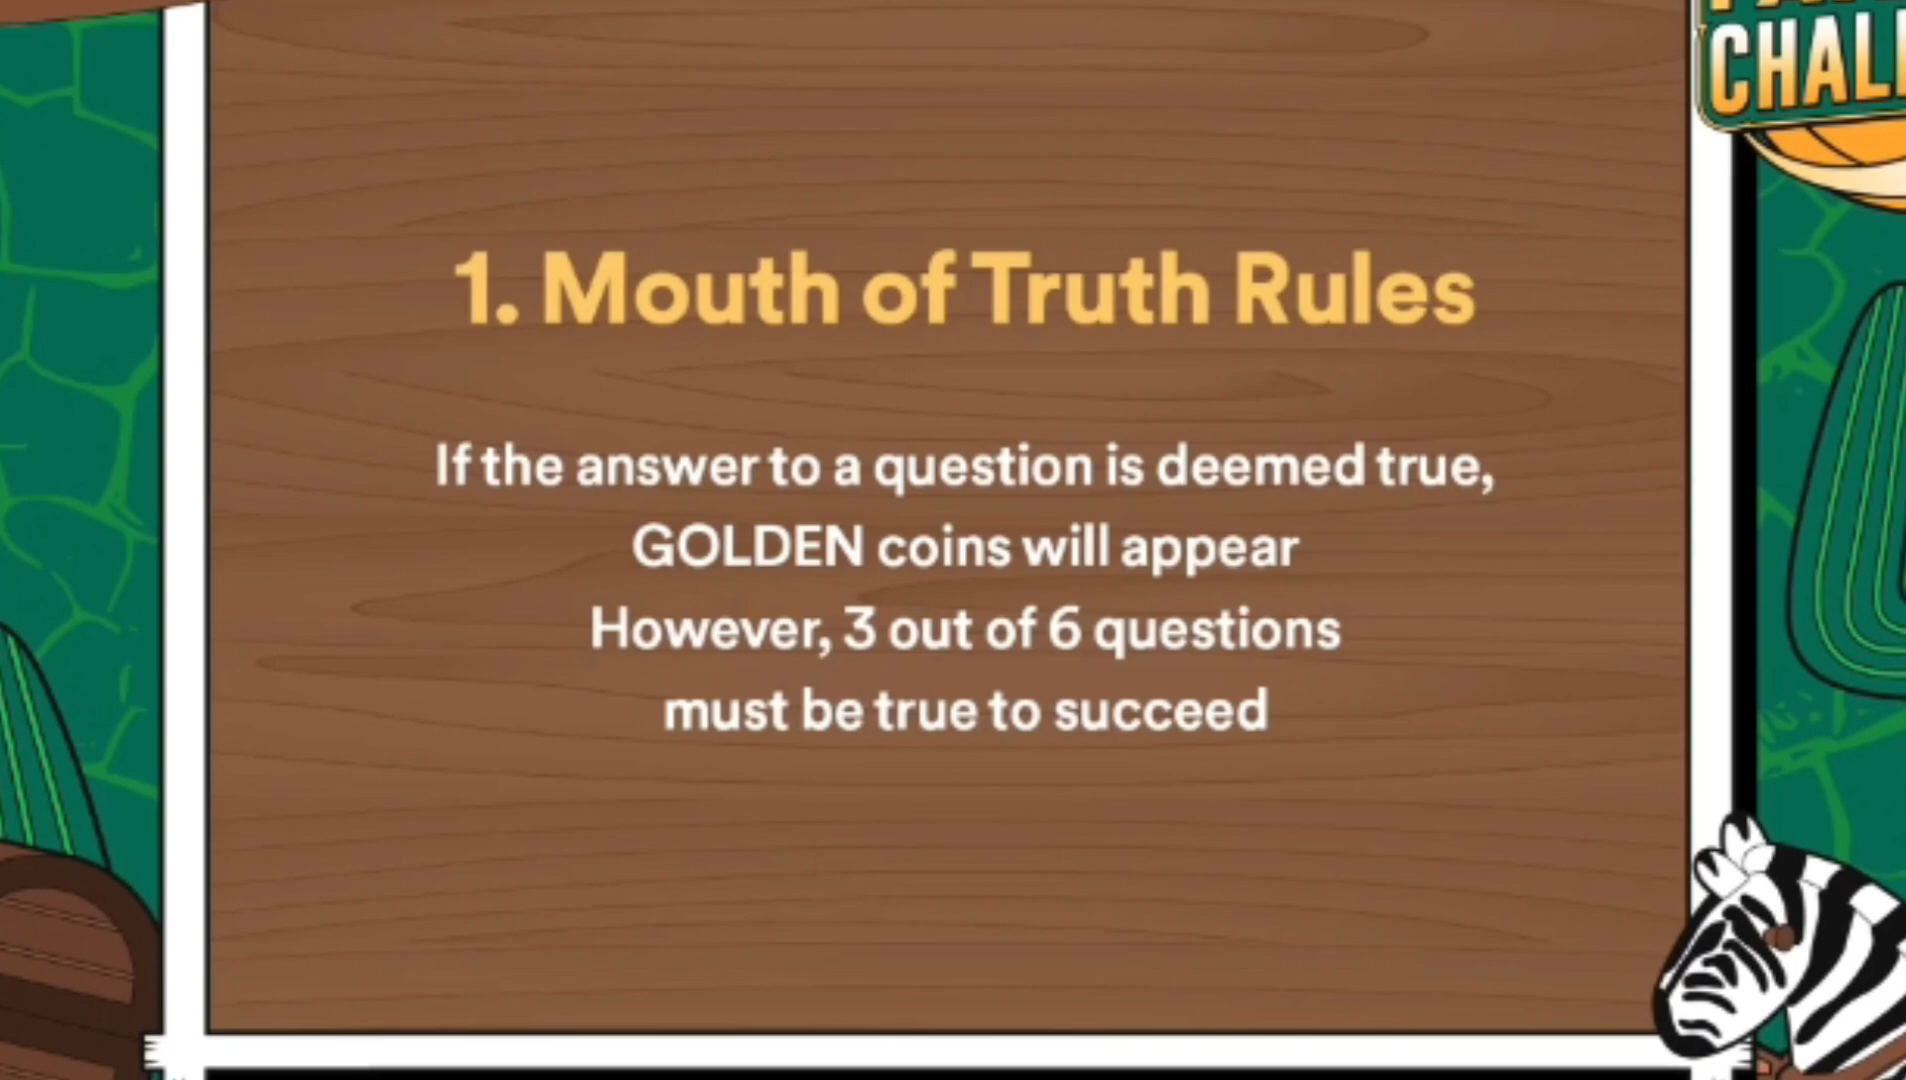 CHAL
1. Mouth of Truth Rules
If the answer to a question is deemed true,
GOLDEN coins will appear
However, 3 out of 6 questions
must be true to succeed